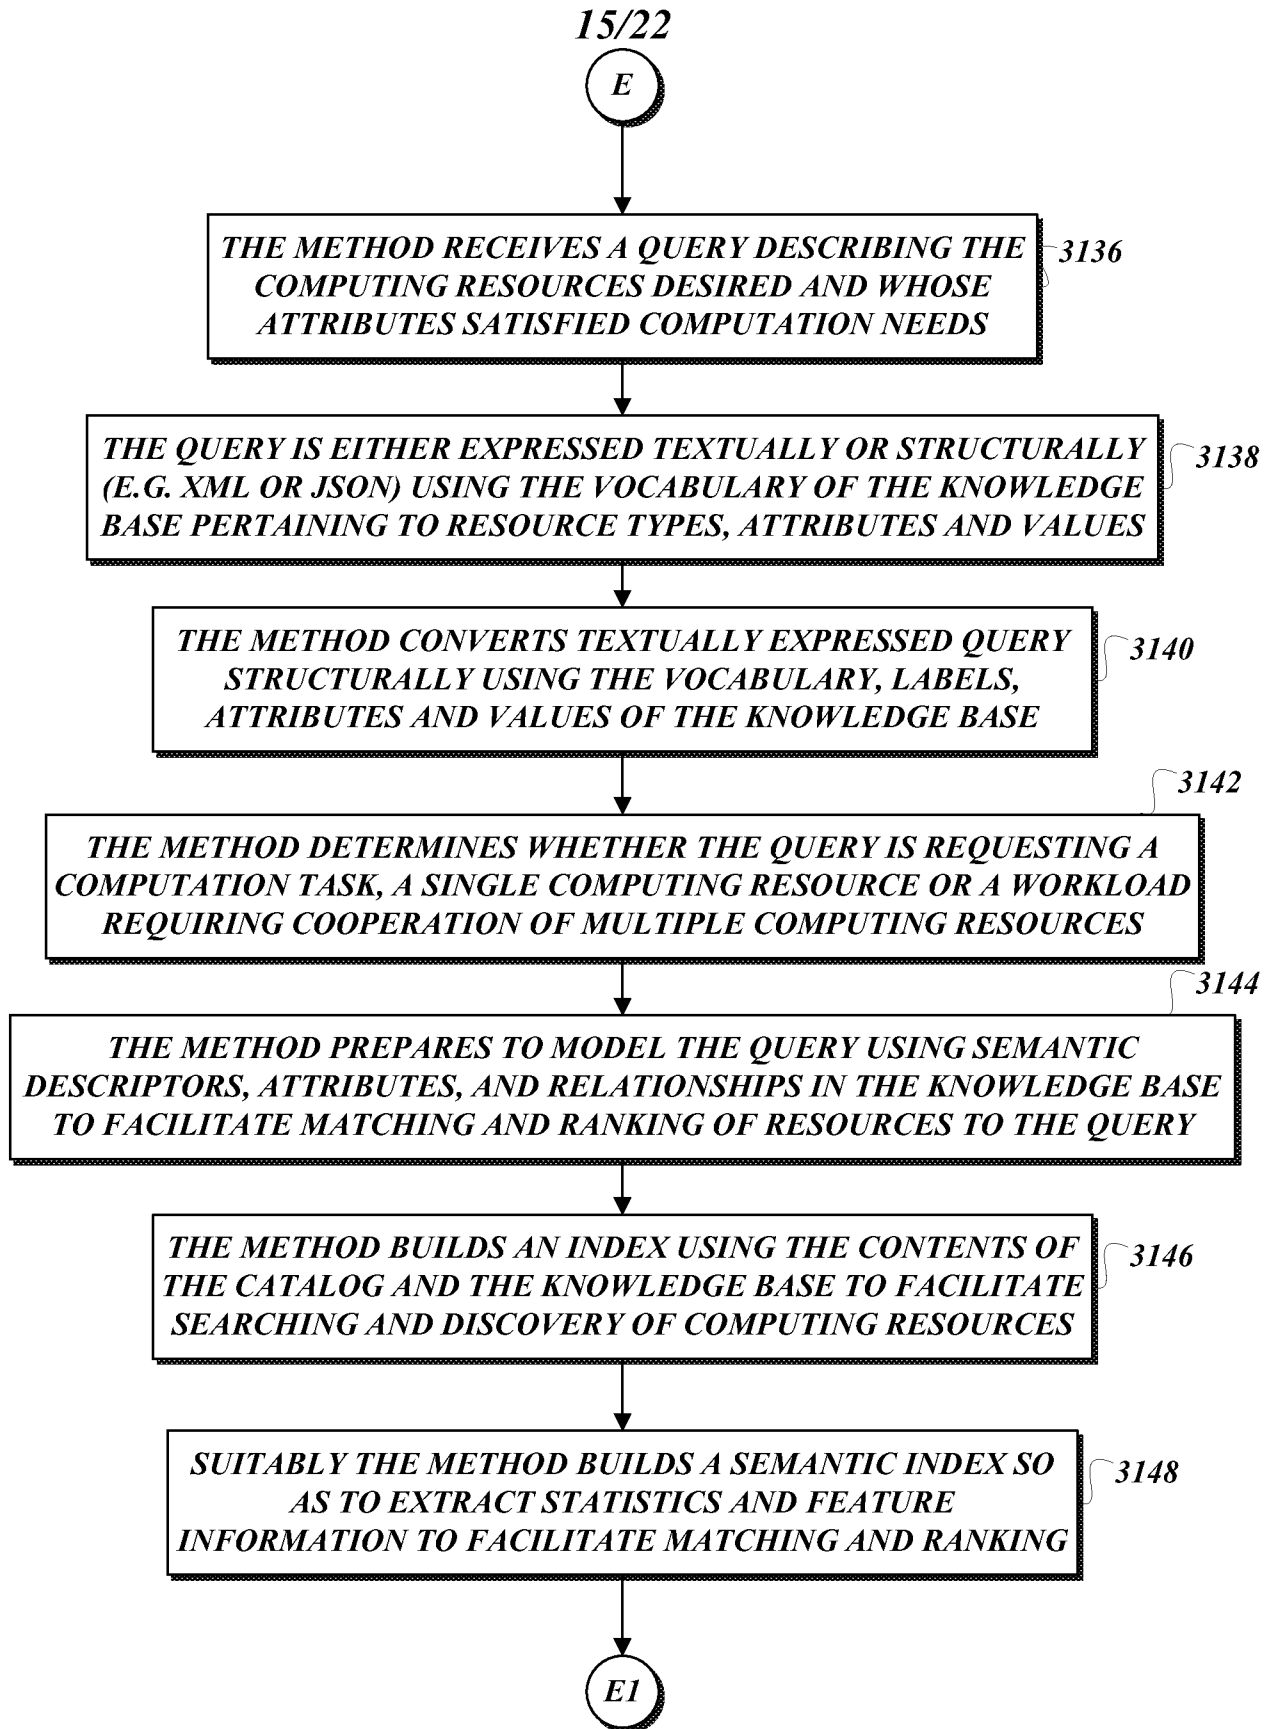 15/22
E
THE METHOD RECEIVES A QUERY DESCRIBING THE
COMPUTING RESOURCES DESIRED AND WHOSE
ATTRIBUTES SATISFIED COMPUTATION NEEDS
3136
THE QUERY IS EITHER EXPRESSED TEXTUALLY OR STRUCTURALLY
(E.G. XML OR JSON) USING THE VOCABULARY OF THE KNOWLEDGE
BASE PERTAINING TO RESOURCE TYPES, ATTRIBUTES AND VALUES
3138
THE METHOD CONVERTS TEXTUALLY EXPRESSED QUERY
STRUCTURALLY USING THE VOCABULARY, LABELS,
ATTRIBUTES AND VALUES OF THE KNOWLEDGE BASE
3140
3142
THE METHOD DETERMINES WHETHER THE QUERY IS REQUESTING A
COMPUTATION TASK, A SINGLE COMPUTING RESOURCE OR A WORKLOAD
REQUIRING COOPERATION OF MULTIPLE COMPUTING RESOURCES
3144
THE METHOD PREPARES TO MODEL THE QUERY USING SEMANTIC
DESCRIPTORS, ATTRIBUTES, AND RELATIONSHIPS IN THE KNOWLEDGE BASE
TO FACILITATE MATCHING AND RANKING OF RESOURCES TO THE QUERY
THE METHOD BUILDS AN INDEX USING THE CONTENTS OF
THE CATALOG AND THE KNOWLEDGE BASE TO FACILITATE
SEARCHING AND DISCOVERY OF COMPUTING RESOURCES
3146
SUITABLY THE METHOD BUILDS A SEMANTIC INDEX SO
AS TO EXTRACT STATISTICS AND FEATURE
INFORMATION TO FACILITATE MATCHING AND RANKING
3148
E1